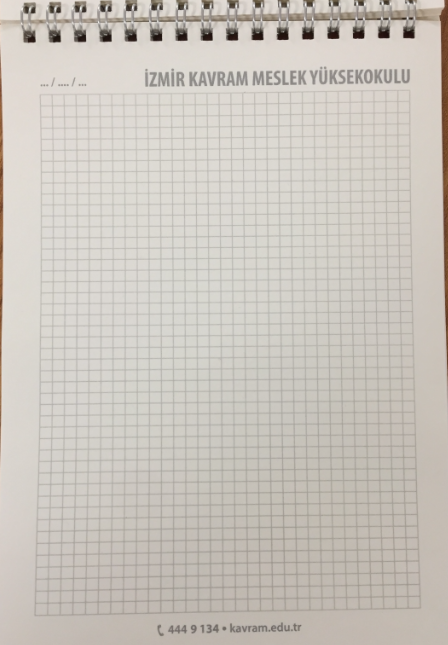 ... / .... / ...
İZMİR KAVRAM MESLEK YÜKSEKOKULU
444 9 134 • kavram.edu.tr